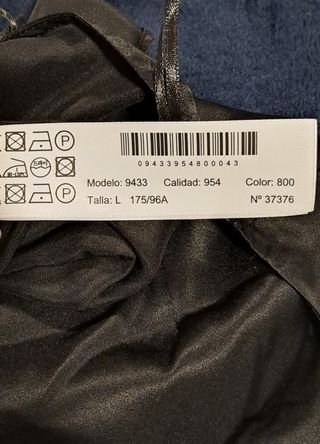 P
09433954800043
Modelo: 9433 Calidad: 954 Color: 800
Talla: L 175/96A Nº 37376
P